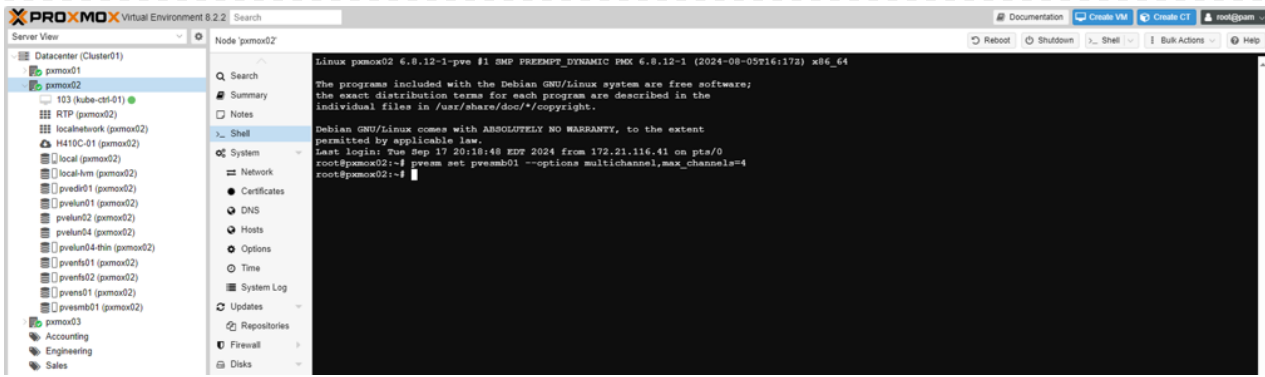 PROXMOX Virtual Environment 8.2.2 Search
Documentation Create VM Create CT root@pam
Server View
Node 'pxmox02'
Reboot Shutdown >_ Shell Bulk Actions Help
Datacenter (Cluster01)
pxmox01
pxmox02
103 (kube-ctrl-01)
RTP (pxmox02)
localnetwork (pxmox02)
H410C-01 (pxmox02)
local (pxmox02)
local-lvm (pxmox02)
pvedir01 (pxmox02)
pvelun01 (pxmox02)
pvelun02 (pxmox02)
pvelun04 (pxmox02)
pvelun04-thin (pxmox02)
pvenfs01 (pxmox02)
pvenfs02 (pxmox02)
pvens01 (pxmox02)
pvesmb01 (pxmox02)
pxmox03
Accounting
Engineering
Sales
Search
Summary
Notes
>_ Shell
System
Network
Certificates
DNS
Hosts
Options
Time
System Log
Updates
Repositories
Firewall
Disks
Linux pxmox02 6.8.12-1-pve #1 SMP PREEMPT_DYNAMIC PMX 6.8.12-1 (2024-08-05T16:17Z) x86_64
The programs included with the Debian GNU/Linux system are free software;
the exact distribution terms for each program are described in the
individual files in /usr/share/doc/*/copyright.
Debian GNU/Linux comes with ABSOLUTELY NO WARRANTY, to the extent
permitted by applicable law.
Last login: Tue Sep 17 20:18:48 EDT 2024 from 172.21.116.41 on pts/0
root@pxmox02:~# pvesm set pvesmb01 --options multichannel,max_channels=4
root@pxmox02:~#